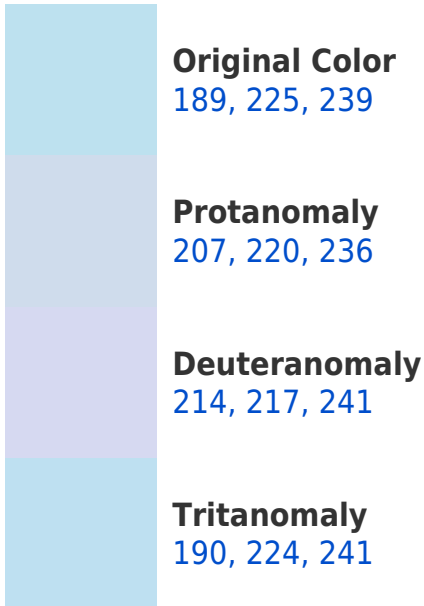 Original Color
189, 225, 239
Protanomaly
207, 220, 236
Deuteranomaly
214, 217, 241
Tritanomaly
190, 224, 241